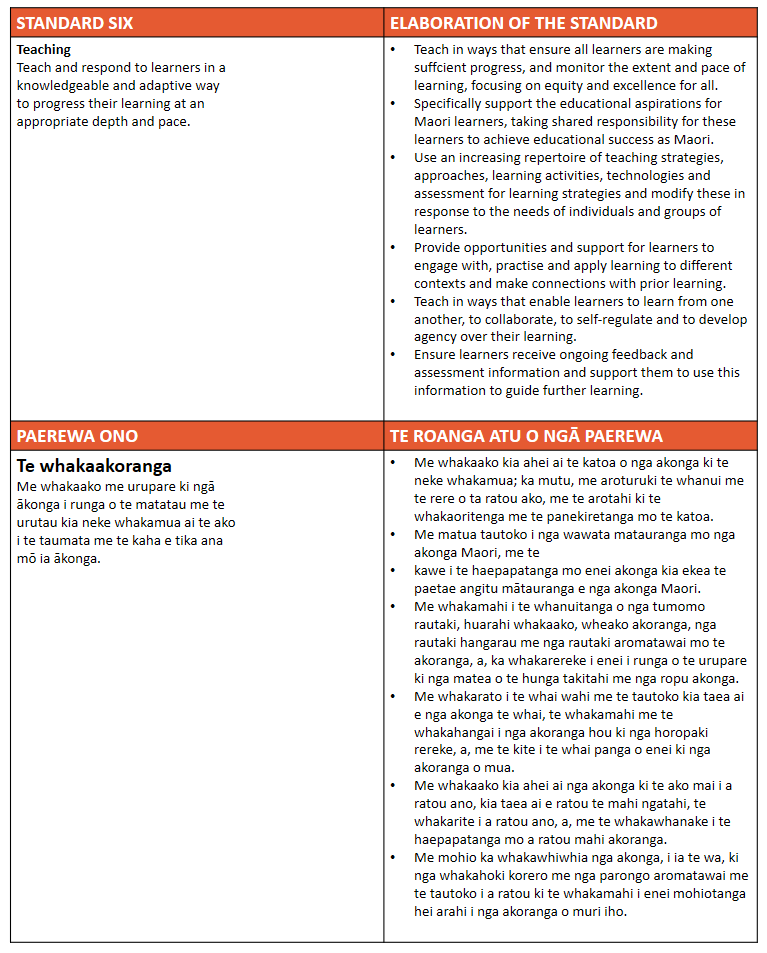 STANDARD SIX
ELABORATION OF THE STANDARD
Teaching
Teach and respond to learners in a
knowledgeable and adaptive way
to progress their learning at an
appropriate depth and pace.
• Teach in ways that ensure all learners are making
suffcient progress, and monitor the extent and pace of
learning, focusing on equity and excellence for all.
• Specifically support the educational aspirations for
Maori learners, taking shared responsibility for these
learners to achieve educational success as Maori.
• Use an increasing repertoire of teaching strategies,
approaches, learning activities, technologies and
assessment for learning strategies and modify these in
response to the needs of individuals and groups of
learners.
• Provide opportunities and support for learners to
engage with, practise and apply learning to different
contexts and make connections with prior learning.
• Teach in ways that enable learners to learn from one
another, to collaborate, to self-regulate and to develop
agency over their learning.
• Ensure learners receive ongoing feedback and
assessment information and support them to use this
information to guide further learning.
PAEREWA ONO
TE ROANGA ATU O NGĀ PAEREWA
Te whakaakoranga
Me whakaako me urupare ki ngā
ākonga i runga o te matatau me te
urutau kia neke whakamua ai te ako
i te taumata me te kaha e tika ana
mō ia ākonga.
• Me whakaako kia ahei ai te katoa o nga akonga ki te
neke whakamua; ka mutu, me aroturuki te whanui me
te rere o ta ratou ako, me te arotahi ki te
whakaoritenga me te panekiretanga mo te katoa.
• Me matua tautoko i nga wawata matauranga mo nga
akonga Maori, me te
• kawe i te haepapatanga mo enei akonga kia ekea te
paetae angitu mātauranga e nga akonga Maori.
• Me whakamahi i te whanuitanga o nga tumomo
rautaki, huarahi whakaako, wheako akoranga, nga
rautaki hangarau me nga rautaki aromatawai mo te
akoranga, a, ka whakarereke i enei i runga o te urupare
ki nga matea o te hunga takitahi me nga ropu akonga.
• Me whakarato i te whai wahi me te tautoko kia taea ai
e nga akonga te whai, te whakamahi me te
whakahangai i nga akoranga hou ki nga horopaki
rereke, a, me te kite i te whai panga o enei ki nga
akoranga o mua.
• Me whakaako kia ahei ai nga akonga ki te ako mai i a
ratou ano, kia taea ai e ratou te mahi ngatahi, te
whakarite i a ratou ano, a, me te whakawhanake i te
haepapatanga mo a ratou mahi akoranga.
• Me mohio ka whakawhiwhia nga akonga, i ia te wa, ki
nga whakahoki korero me nga parongo aromatawai me
te tautoko i a ratou ki te whakamahi i enei mohiotanga
hei arahi i nga akoranga o muri iho.